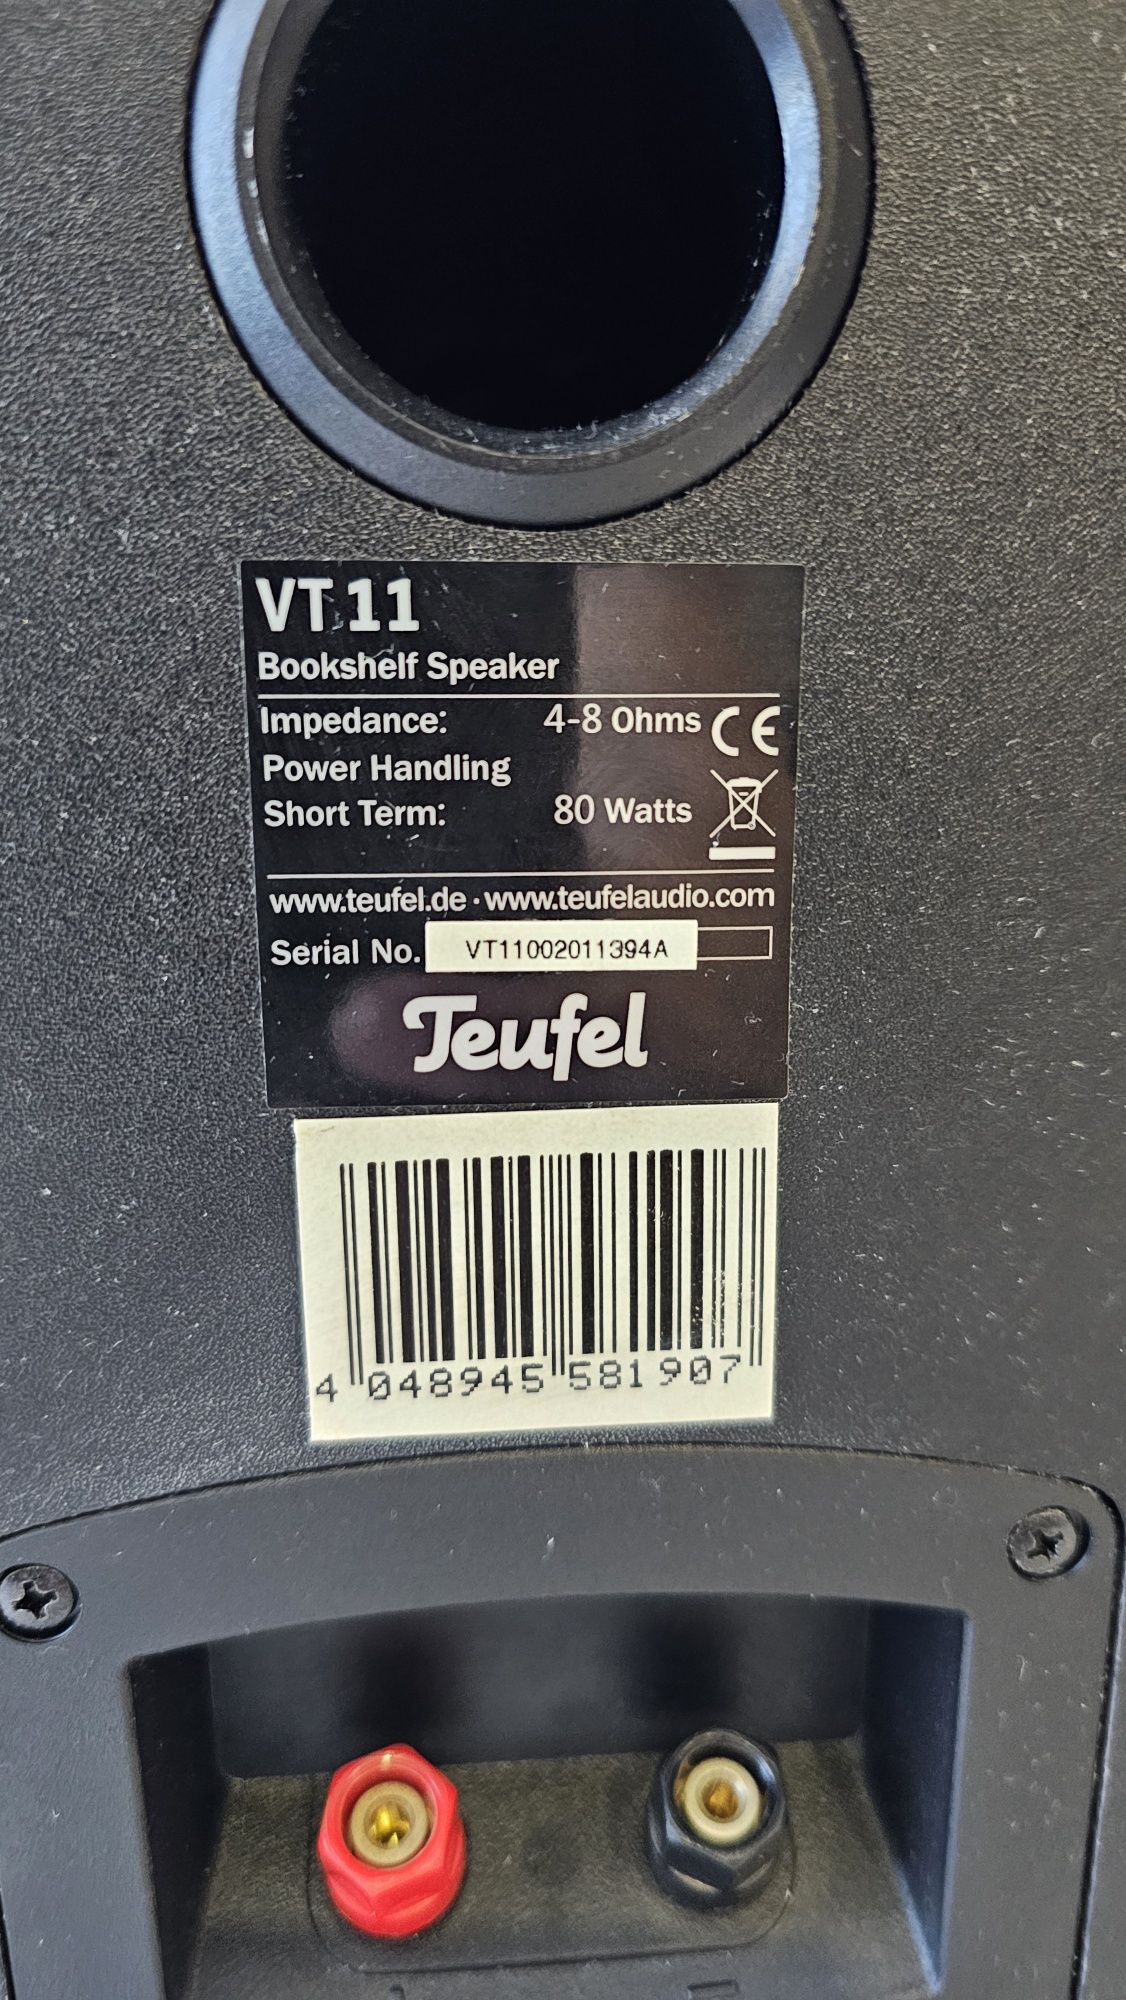 VT 11
Bookshelf Speaker
Impedance: 4-8 Ohms CE
Power Handling
Short Term: 80 Watts
www.teufel.de · www.teufelaudio.com
Serial No. VT11002011394A
Teufel
4 048945 581907